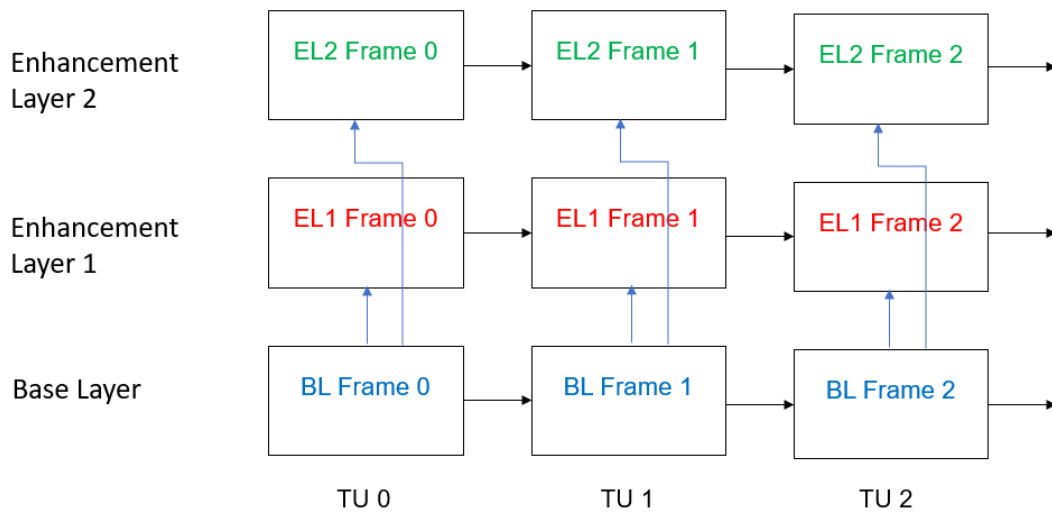 Enhancement
Layer 2
EL2 Frame 0
EL2 Frame 1
EL2 Frame 2
Enhancement
Layer 1
EL1 Frame 0
EL1 Frame 1
EL1 Frame 2
Base Layer
BL Frame 0
BL Frame 1
BL Frame 2
TU 0
TU 1
TU 2